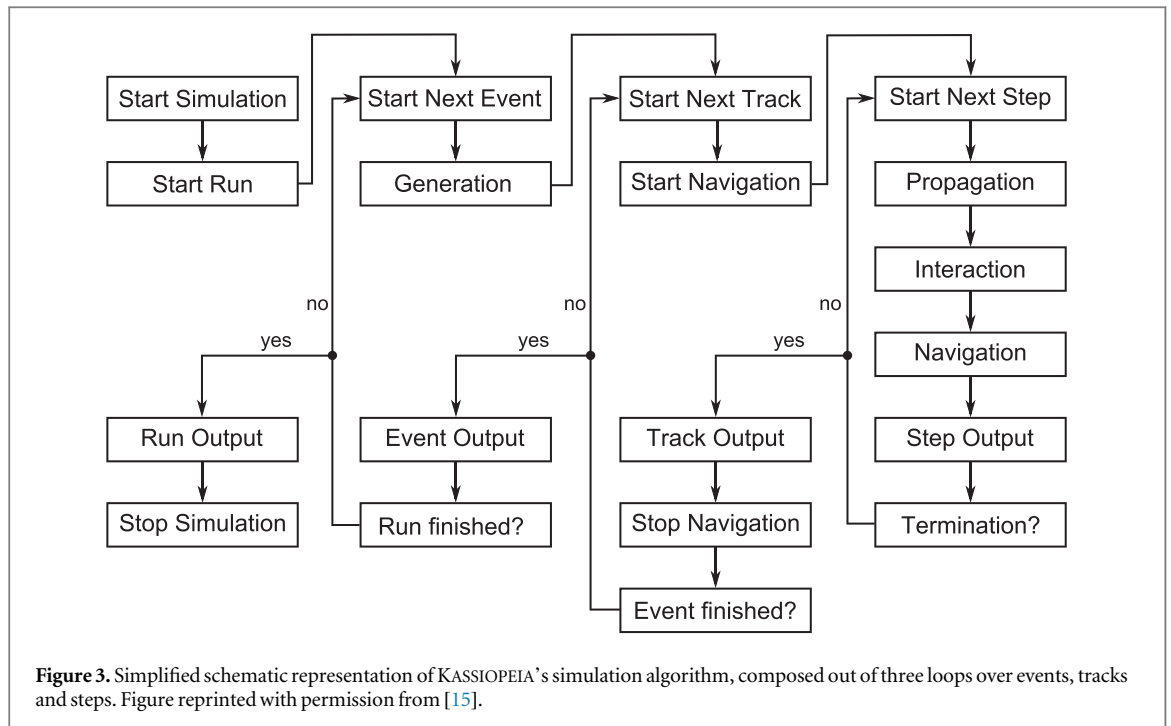 Start Simulation
Start Run
Start Next Event
Generation
Start Next Track
Start Navigation
Start Next Step
Propagation
Interaction
Navigation
no
yes
no
yes
no
yes
Run Output
Stop Simulation
Event Output
Run finished?
Track Output
Stop Navigation
Event finished?
Step Output
Termination?
Figure 3. Simplified schematic representation of KASSIOPEIA's simulation algorithm, composed out of three loops over events, tracks
and steps. Figure reprinted with permission from [15].